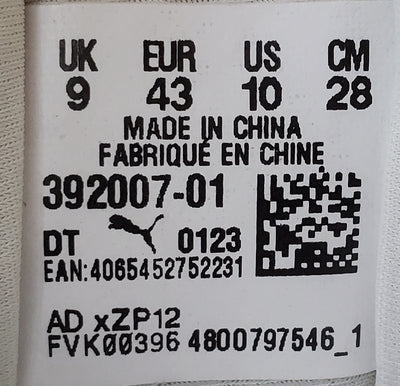 UK EUR US CM
9 43 10 28
MADE IN CHINA
FABRIQUÉ EN CHINE
392007-01
DT 0123
EAN:4065452752231
AD xZP12
FVK00396 4800797546_1